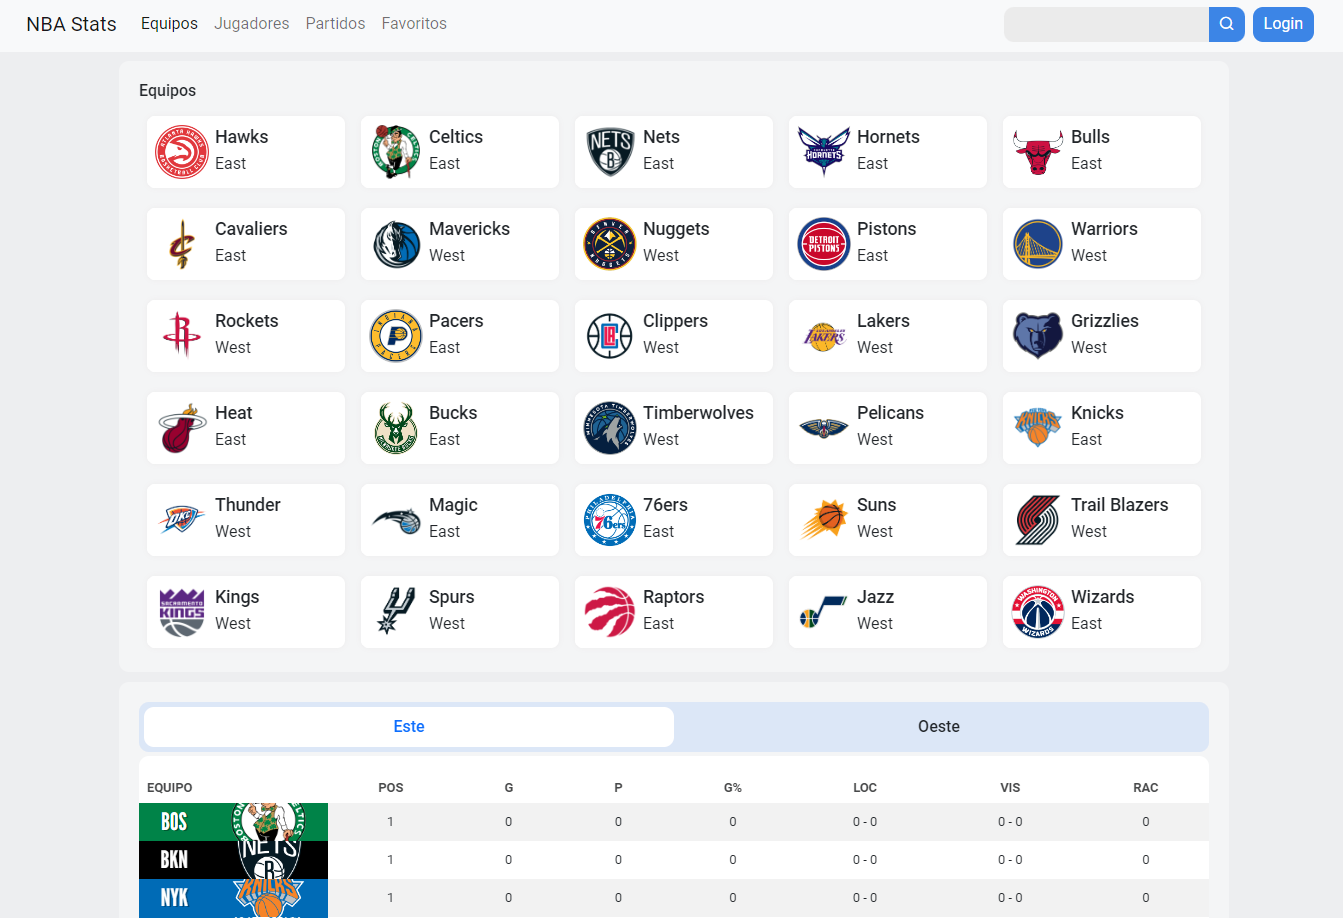 NBA Stats Equipos Jugadores Partidos Favoritos Login
Equipos
Hawks Celtics Nets Hornets Bulls
East East East East East
Cavaliers Mavericks Nuggets Pistons Warriors
East West West East West
Rockets Pacers Clippers Lakers Grizzlies
West East West West West
Heat Bucks Timberwolves Pelicans Knicks
East East West West East
Thunder Magic 76ers Suns Trail Blazers
West East East West West
Kings Spurs Raptors Jazz Wizards
West West East West East
Este Oeste
EQUIPO POS G P G% LOC VIS RAC
BOS 1 0 0 0 0 - 0 0 - 0 0
BKN NETS B 1 0 0 0 0 - 0 0 - 0 0
NYK KNICKS 1 0 0 0 0 - 0 0 - 0 0